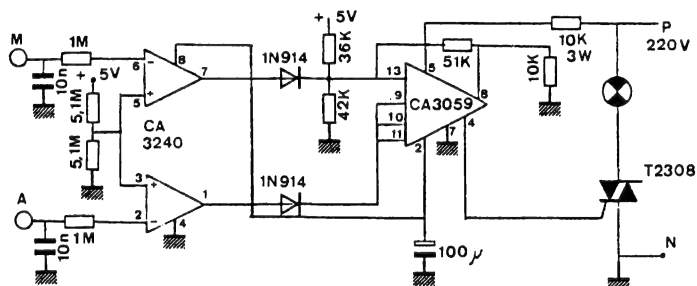 M
1M
10n
+ 5V
5,1M
5,1M
6
5
8
7
CA
3240
3
2
1
4
A
1M
10n
1N914
1N914
+ 5V
36K
42K
13
9
10
11
2
5
CA3059
7
8
4
51K
10K
10K
3W
P
220V
T2308
N
100µ